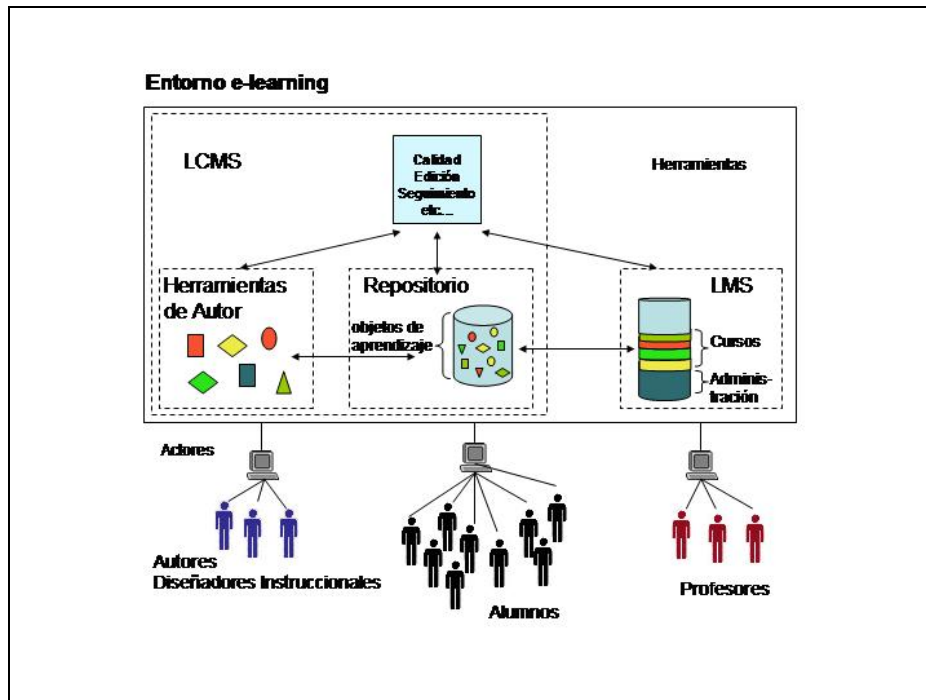 Entorno e-learning
LCMS
Calidad
Edición
Seguimiento
etc...
Herramientas
Herramientas
de Autor
Repositorio
objetos de
aprendizaje
LMS
Cursos
Adminis-
tración
Actores
Autores
Diseñadores Instruccionales
Alumnos
Profesores